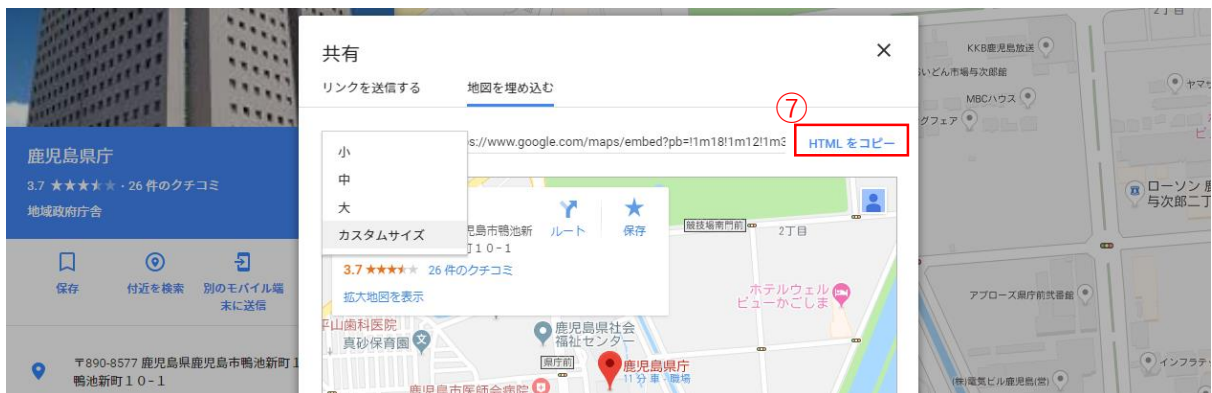 鹿児島県庁
3.7 ★★★★★・26 件のクチコミ
地域政府庁舎
保存
付近を検索
別のモバイル端
末に送信
〒890-8577 鹿児島県鹿児島市鴨池新町1
鴨池新町１０−１
共有
×
リンクを送信する
地図を埋め込む
⑦
s://www.google.com/maps/embed?pb=!1m18!1m12!1m3
HTML をコピー
小
中
大
カスタムサイズ
児島市鴨池新
丁１０−１
ルート
保存
3.7 ★★★★★ 26 件のクチコミ
拡大地図を表示
競技場南門前
2丁目
ホテルウェル
ビューかごしま
平山歯科医院
真砂保育園
鹿児島県社会
福祉センター
県庁前
鹿児島県庁
11 分車・職場
鹿児島市医師会病院
2丁目
KKB鹿児島放送
いどん市場与次郎館
MBCハウス
グフェア
ヤマ
ビ
ローソン 鹿
与次郎二丁
アプローズ県庁前弐番館
インフラテッ
㈱電気ビル鹿児島(営)